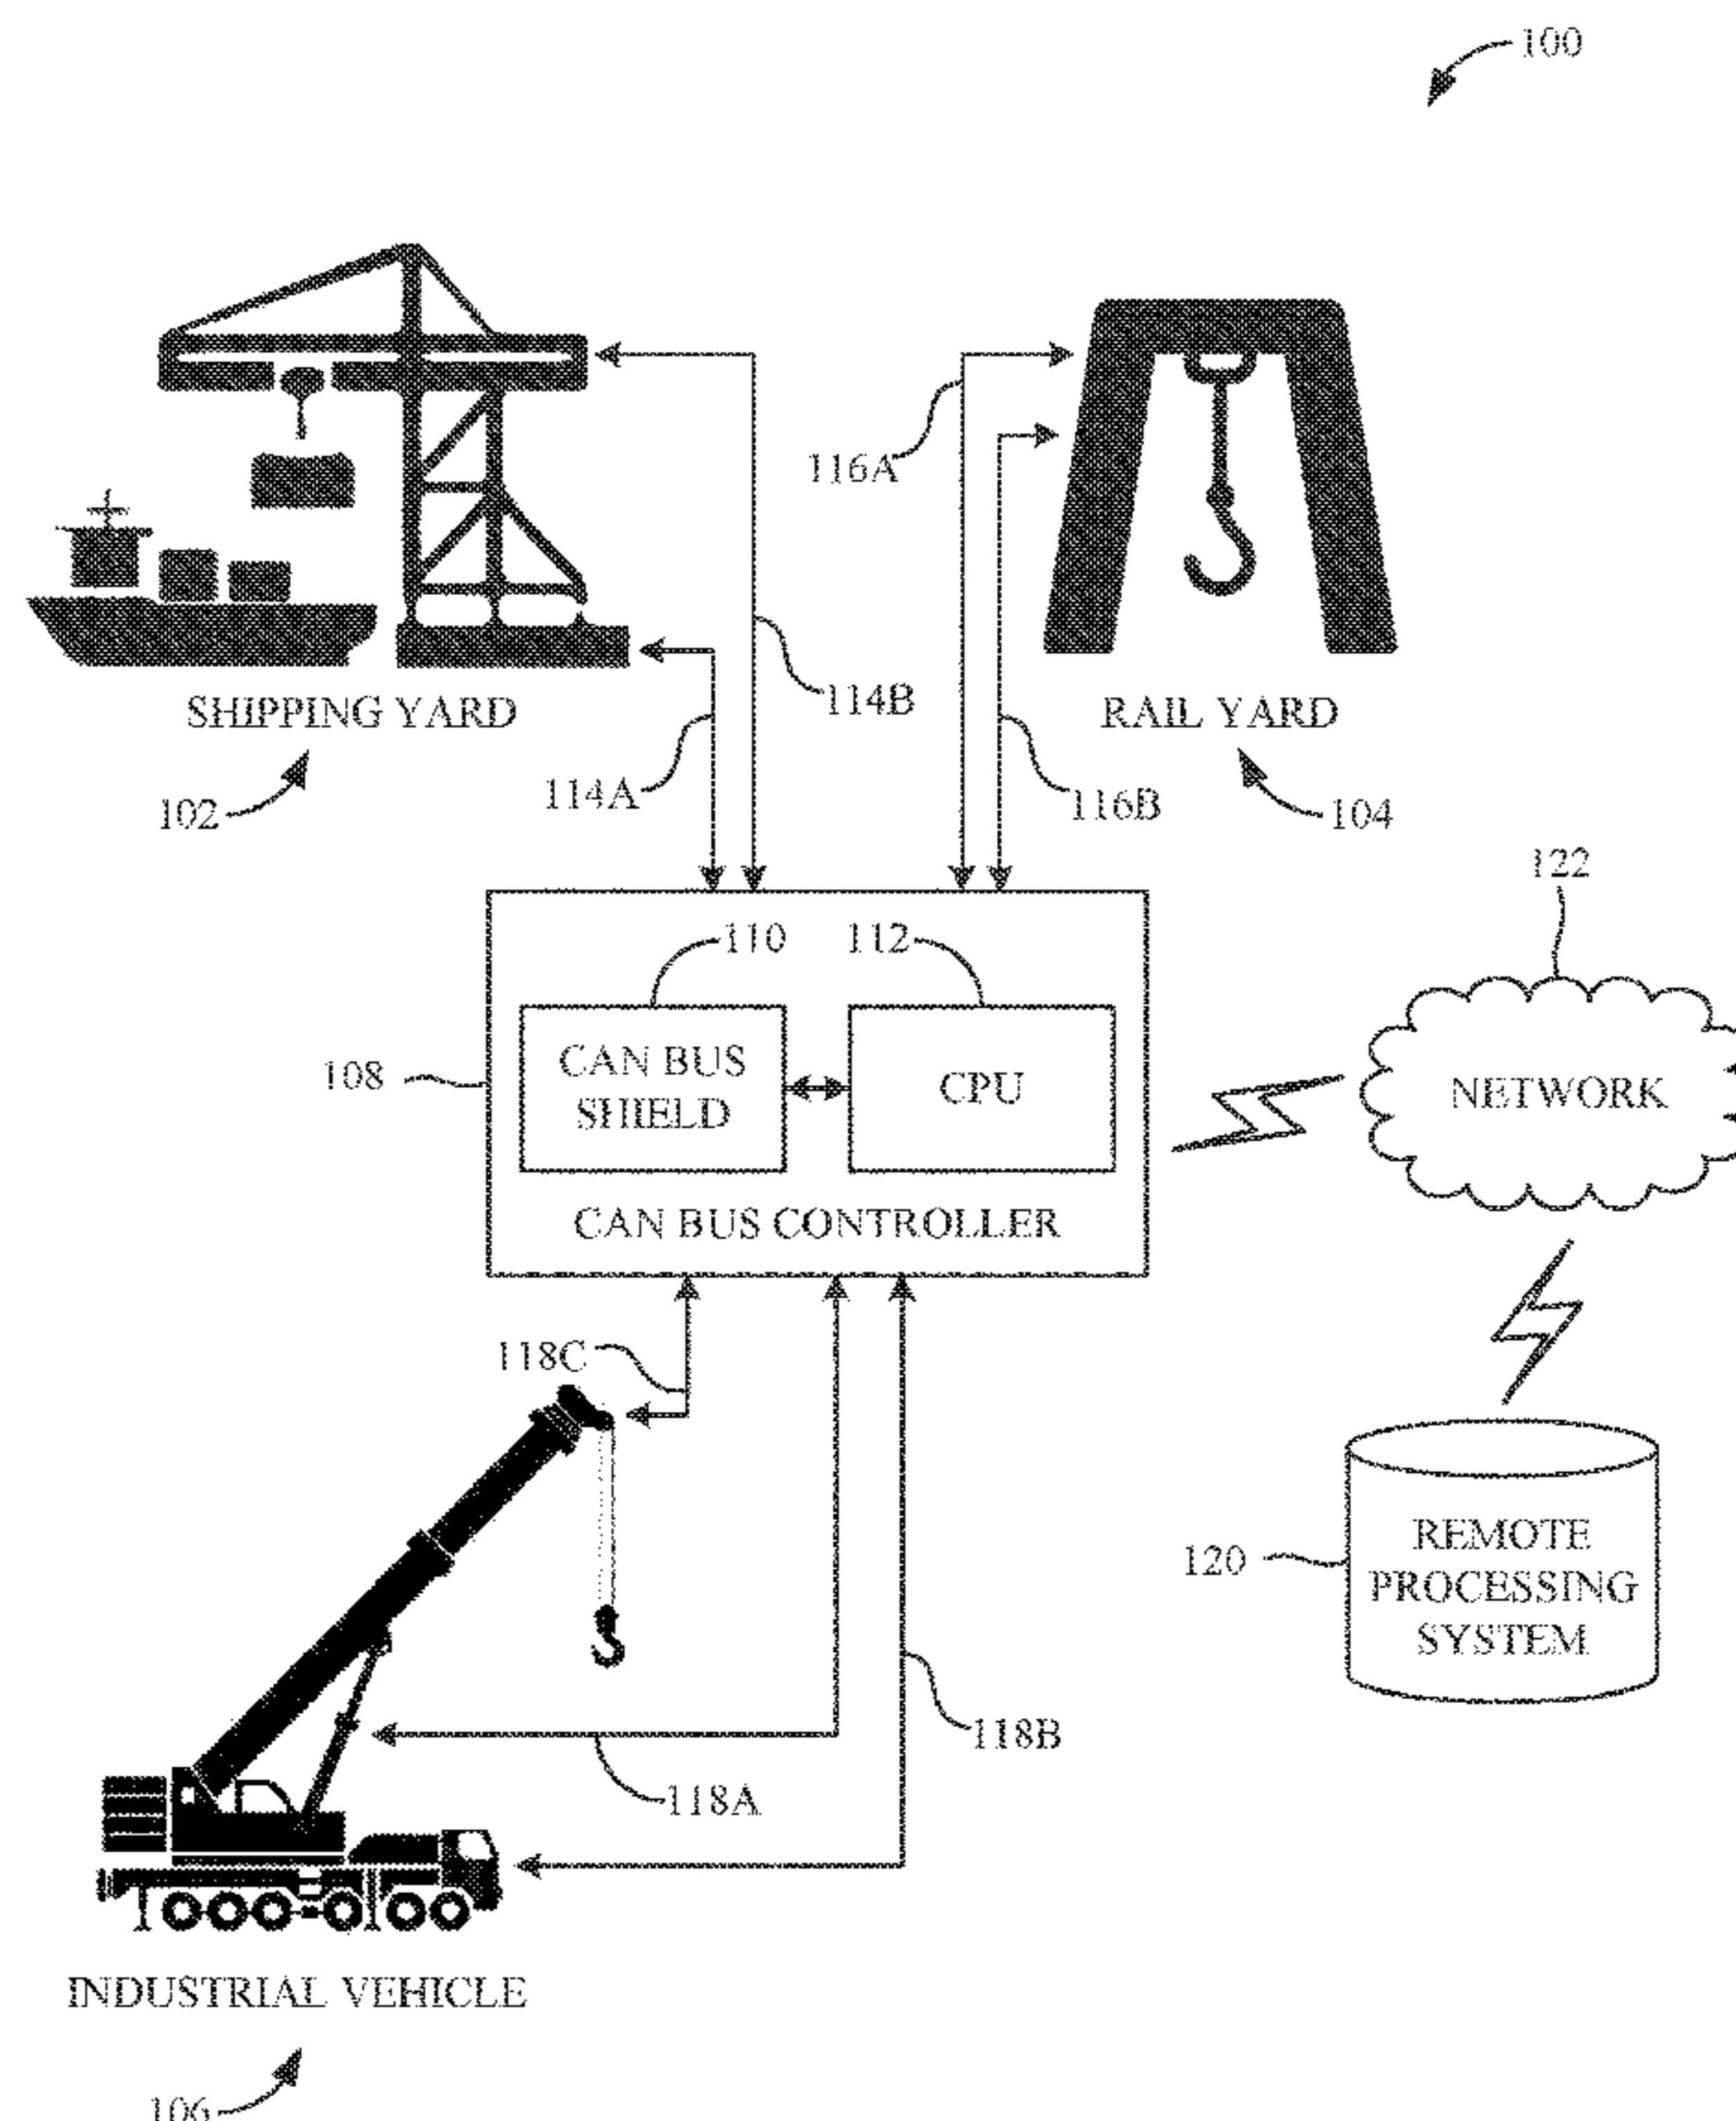 100
116A
114B
SHIPPING YARD
RAIL YARD
114A
116B
102
104
122
110
112
108
CAN BUS
SHIELD
CPU
NETWORK
CAN BUS CONTROLLER
118C
120
REMOTE
PROCESSING
SYSTEM
118B
118A
INDUSTRIAL VEHICLE
106